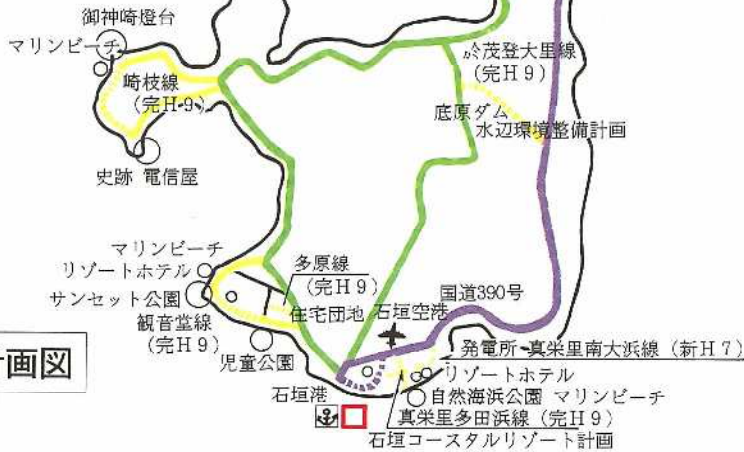 御神崎燈台
マリンビーチ
崎枝線
(完H9)
史跡 電信屋
於茂登大里線
(完H9)
底原ダム
水辺環境整備計画
マリンビーチ
リゾートホテル
サンセット公園
観音堂線
(完H9)
児童公園
多原線
(完H9)
住宅団地
石垣空港
国道390号
発電所-真栄里南大浜線(新H7)
リゾートホテル
自然海浜公園 マリンビーチ
真栄里多田浜線(完H9)
石垣コースタルリゾート計画
石垣港
画図